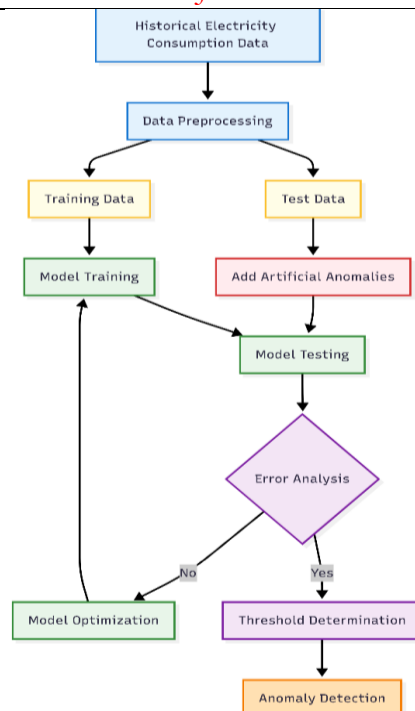 Historical Electricity
Consumption Data
Data Preprocessing
Training Data
Test Data
Model Training
Add Artificial Anomalies
Model Testing
Error Analysis
No
Yes
Model Optimization
Threshold Determination
Anomaly Detection